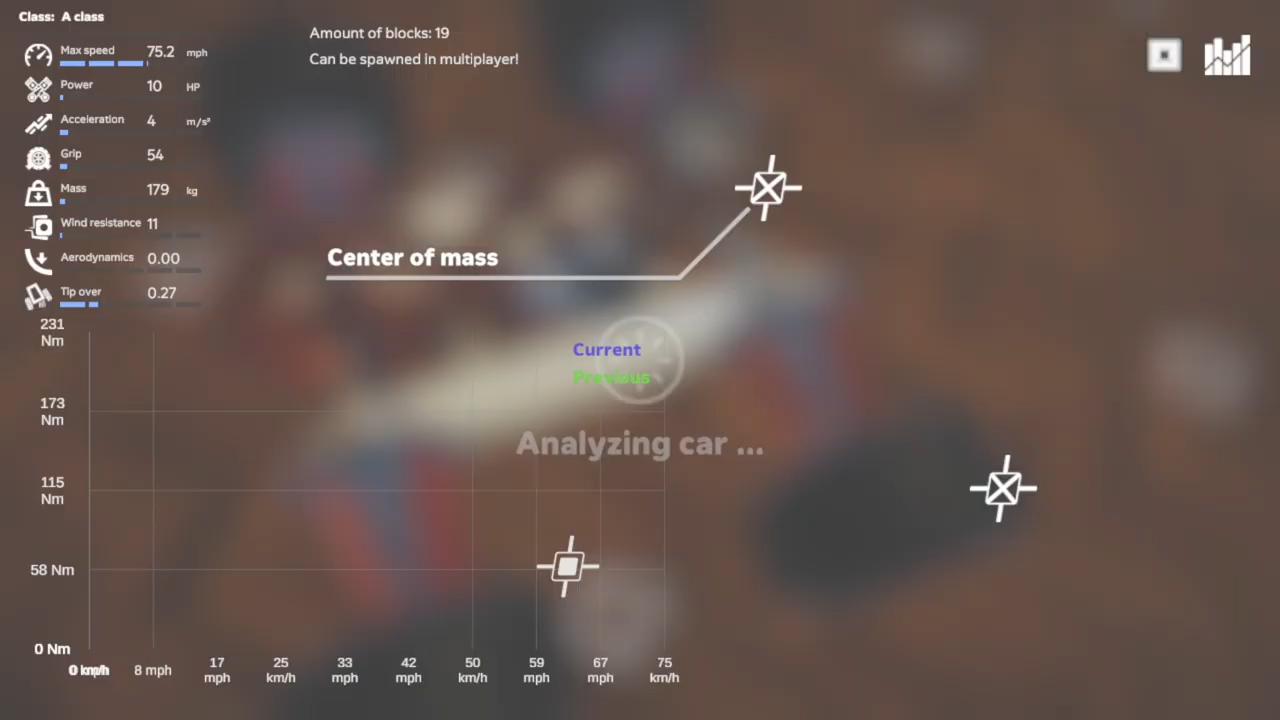 Class: A class
Max speed 75.2 mph
Power 10 HP
Acceleration 4 m/s²
Grip 54
Mass 179 kg
Wind resistance 11
Aerodynamics 0.00
Tip over 0.27
Amount of blocks: 19
Can be spawned in multiplayer!
Center of mass
Current
Previous
Analyzing car ...
231
Nm
173
Nm
115
Nm
58 Nm
0 Nm
8 mph
17
mph
25
km/h
33
mph
42
mph
50
km/h
59
mph
67
mph
75
km/h